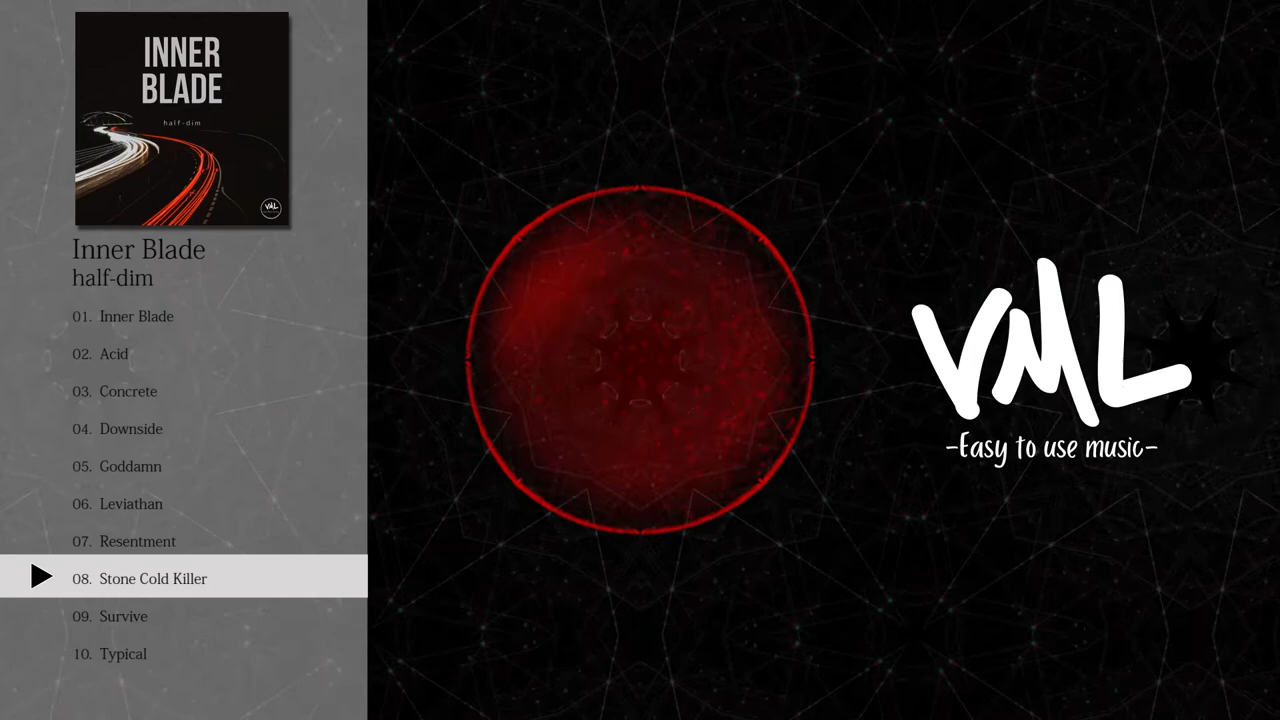 INNER
BLADE
half-dim
VML
Inner Blade
half-dim
01. Inner Blade
02. Acid
03. Concrete
04. Downside
05. Goddamn
06. Leviathan
07. Resentment
08. Stone Cold Killer
09. Survive
10. Typical
VML
-Easy to use music-